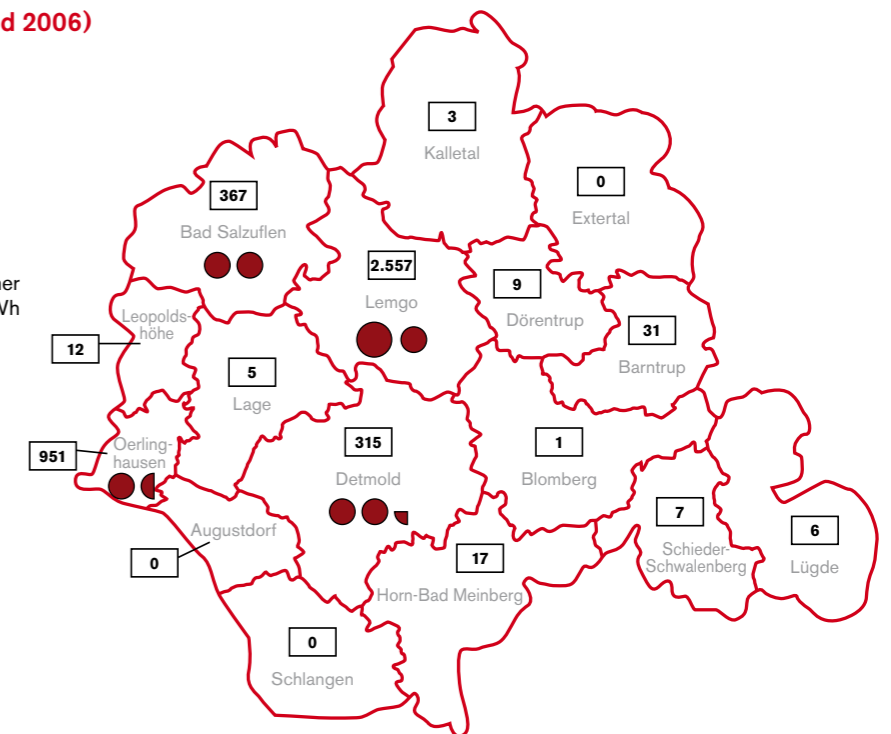 d 2006)
3
Kalletal
0
Extertal
367
Bad Salzuflen
2.557
Lemgo
9
Dörentrup
31
Barntrup
er
Vh
Leopolds-
höhe
12
5
Lage
951
Oerling-
hausen
315
Detmold
1
Blomberg
7
Schieder-
Schwalenberg
6
Lügde
Augustdorf
0
17
Horn-Bad Meinberg
0
Schlangen